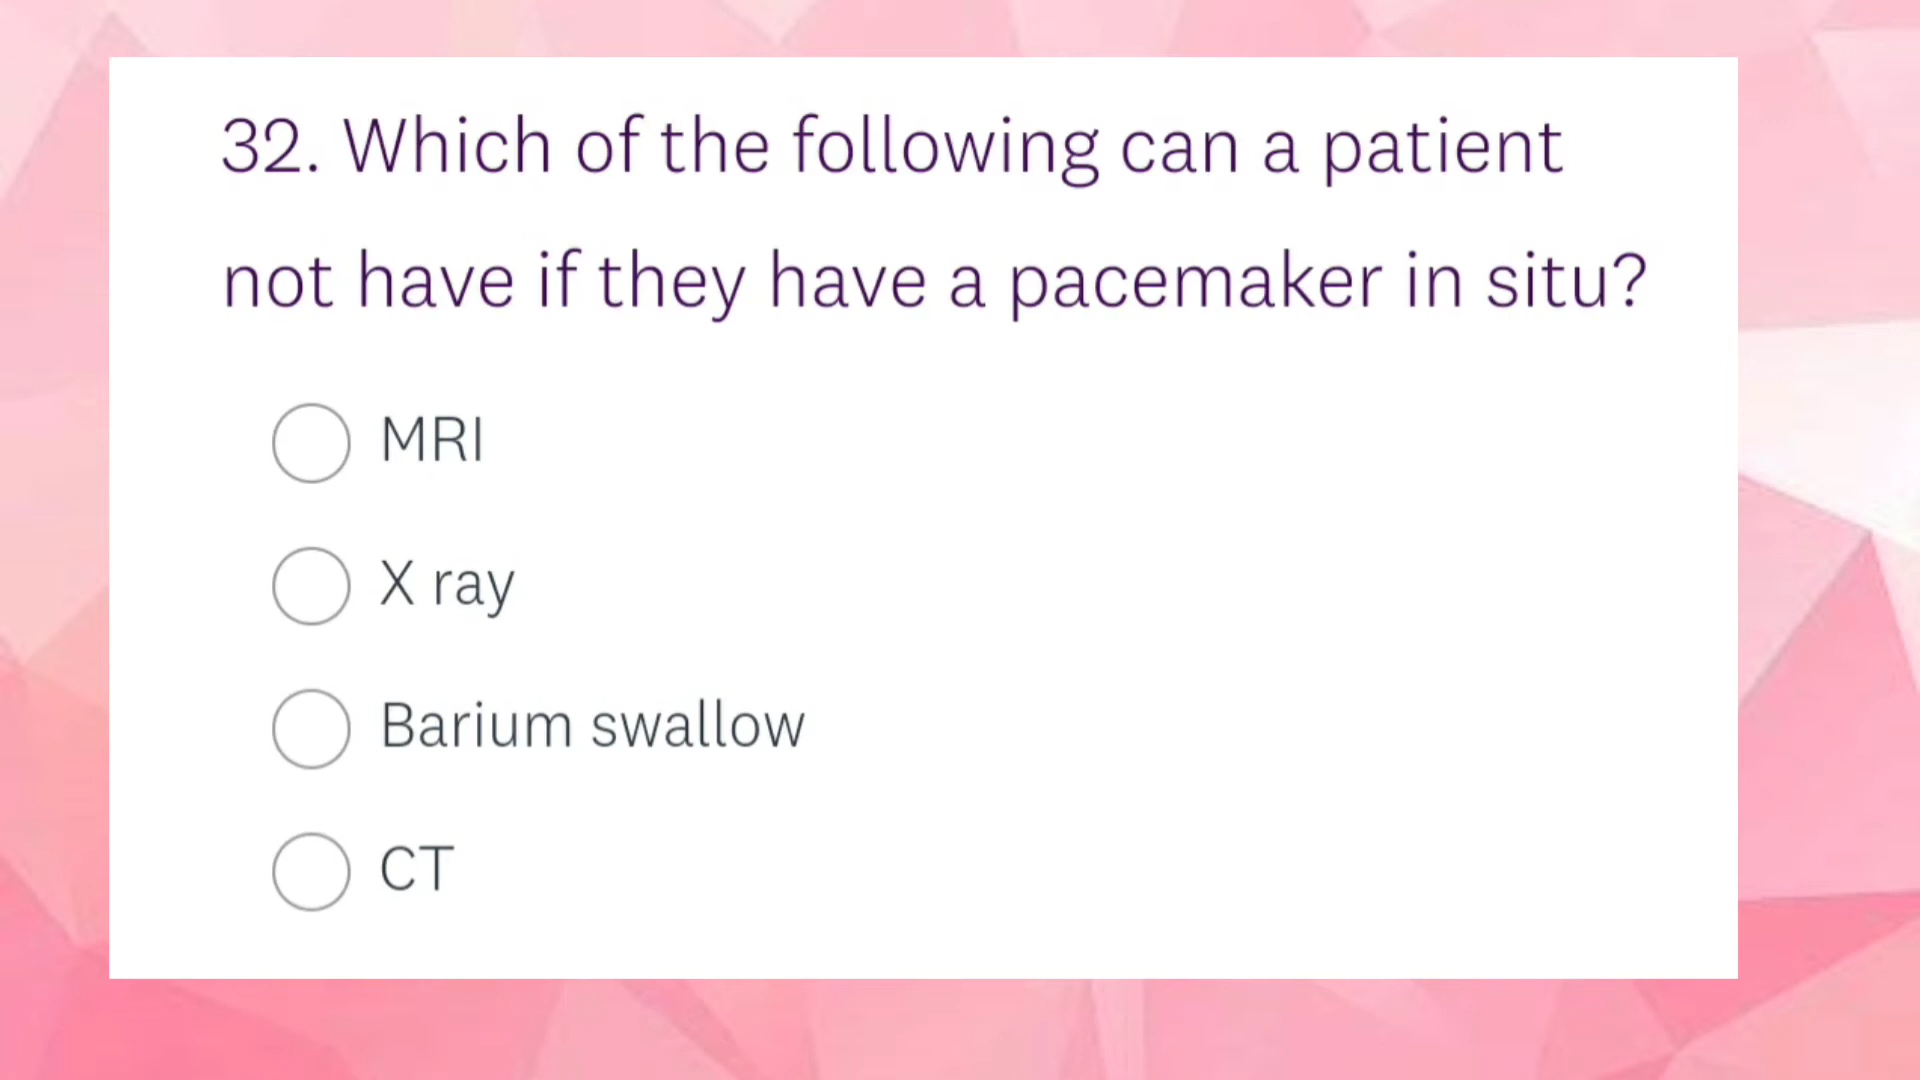 32. Which of the following can a patient
not have if they have a pacemaker in situ?
MRI
X ray
Barium swallow
CT